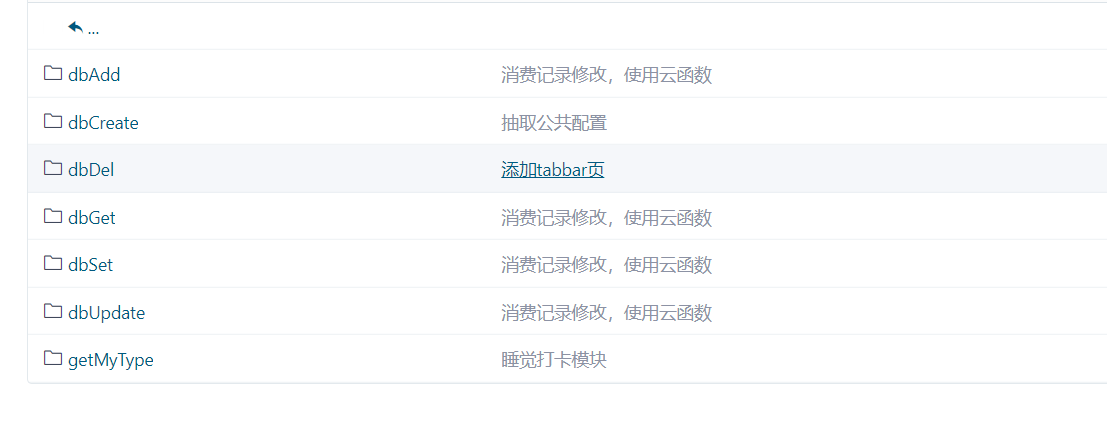 ...
dbAdd 消费记录修改，使用云函数
dbCreate 抽取公共配置
dbDel 添加tabbar页
dbGet 消费记录修改，使用云函数
dbSet 消费记录修改，使用云函数
dbUpdate 消费记录修改，使用云函数
getMyType 睡觉打卡模块